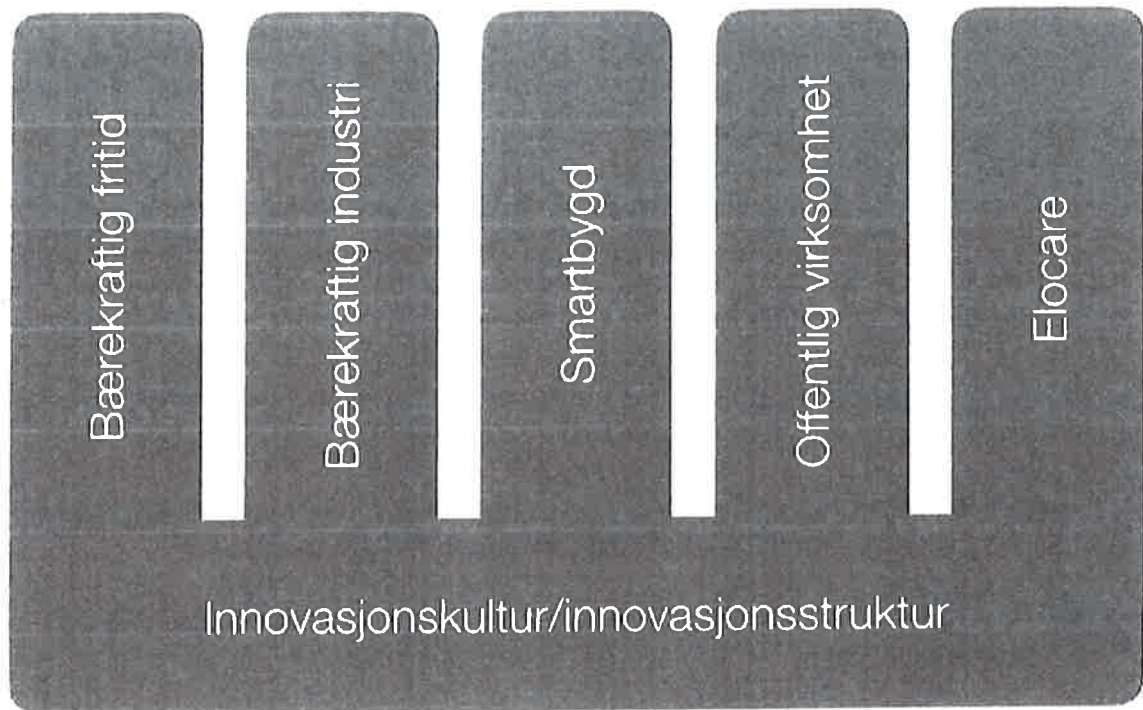 Bærekraftig fritid
Bærekraftig industri
Smartbygd
Offentlig virksomhet
Elocare
Innovasjonskultur/innovasjonsstruktur